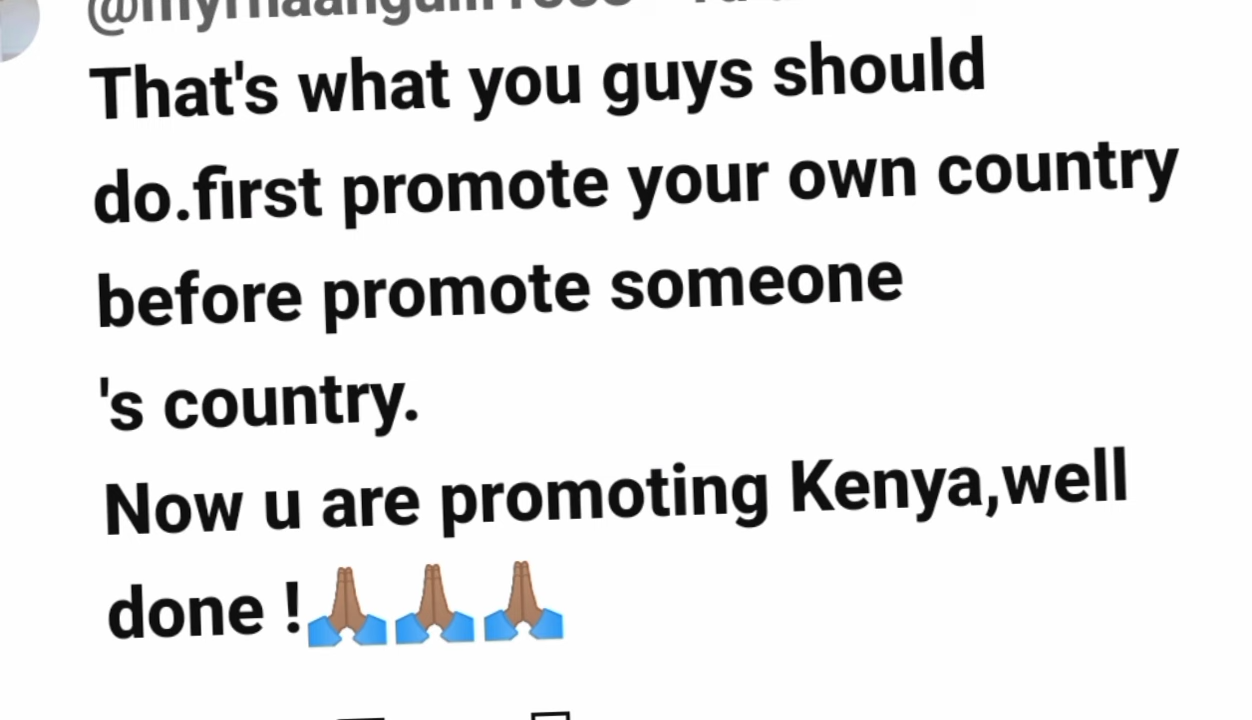 That's what you guys should
do.first promote your own country
before promote someone
's country.
Now u are promoting Kenya,well
done !🙏🏽🙏🏽🙏🏽